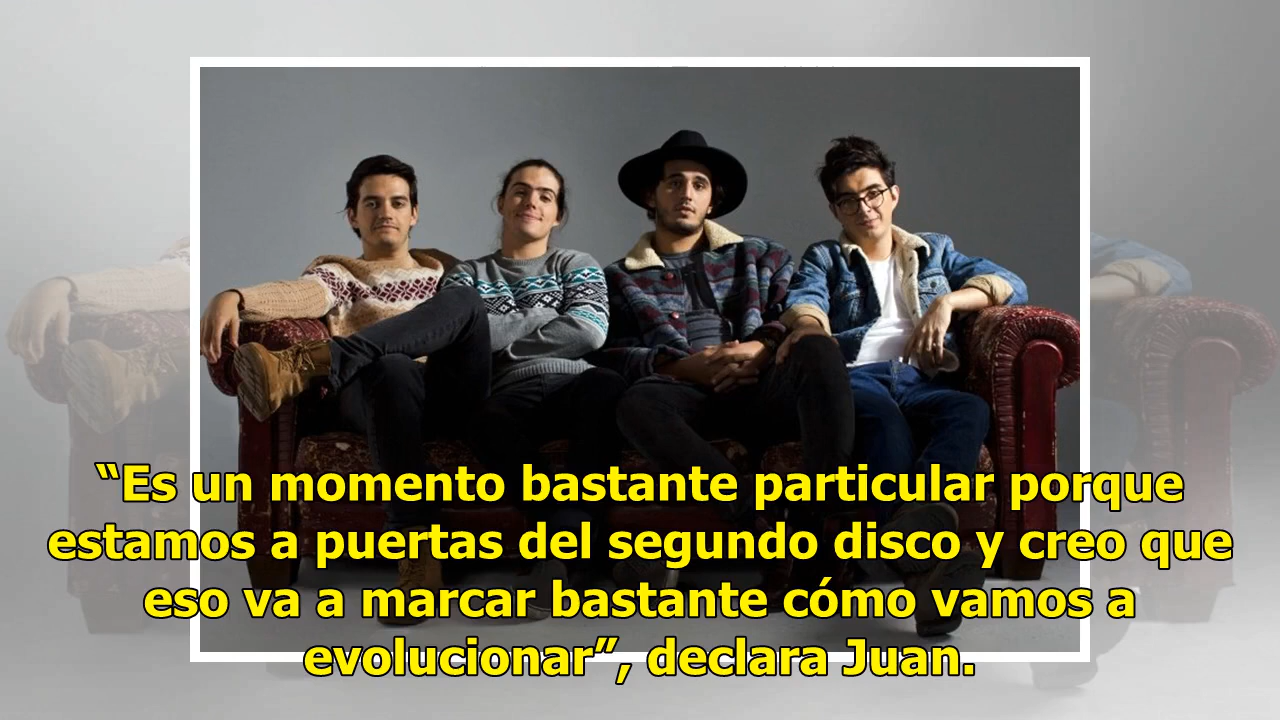 “Es un momento bastante particular porque
estamos a puertas del segundo disco y creo que
eso va a marcar bastante cómo vamos a
evolucionar”, declara Juan.